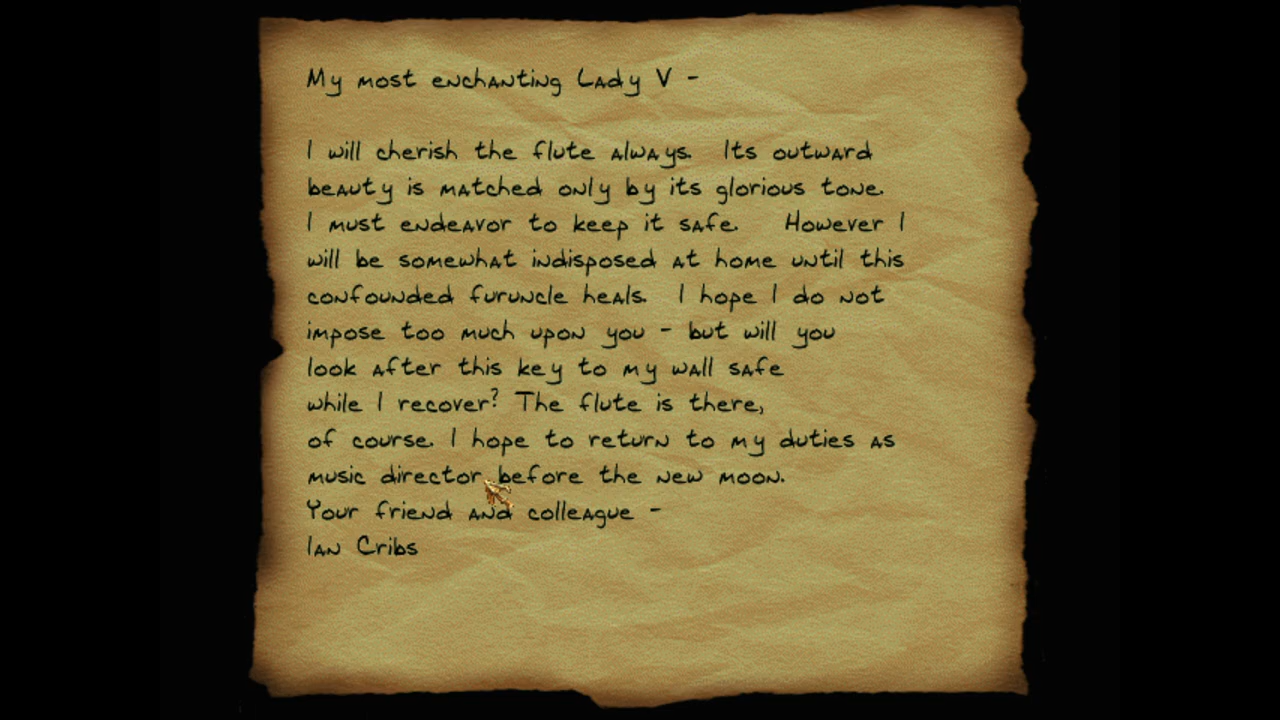 My most enchanting Lady V -
I will cherish the flute always.  Its outward
beauty is matched only by its glorious tone.
I must endeavor to keep it safe.   However I
will be somewhat indisposed at home until this
confounded furuncle heals.  I hope I do not
impose too much upon you - but will you
look after this key to my wall safe
while I recover? The flute is there,
of course. I hope to return to my duties as
music director before the new moon.
Your friend and colleague -
Ian Cribs